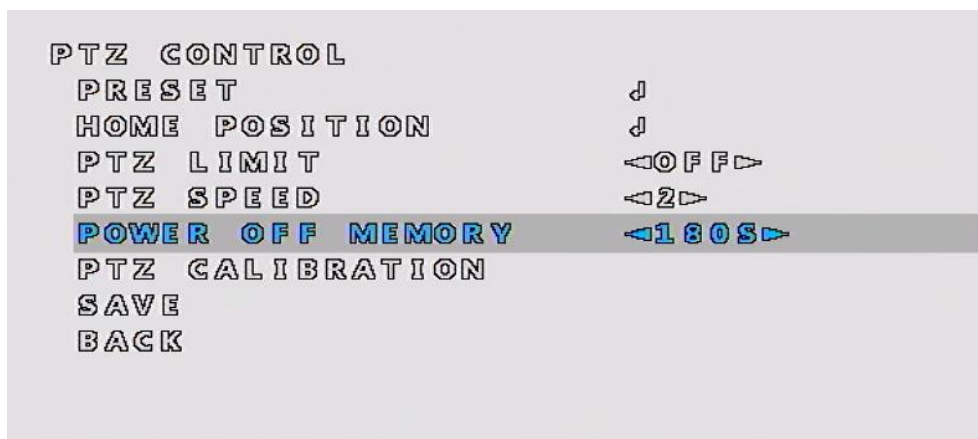 PTZ CONTROL
PRESET
HOME POSITION
PTZ LIMIT OFF
PTZ SPEED 2
POWER OFF MEMORY 180S
PTZ CALIBRATION
SAVE
BACK